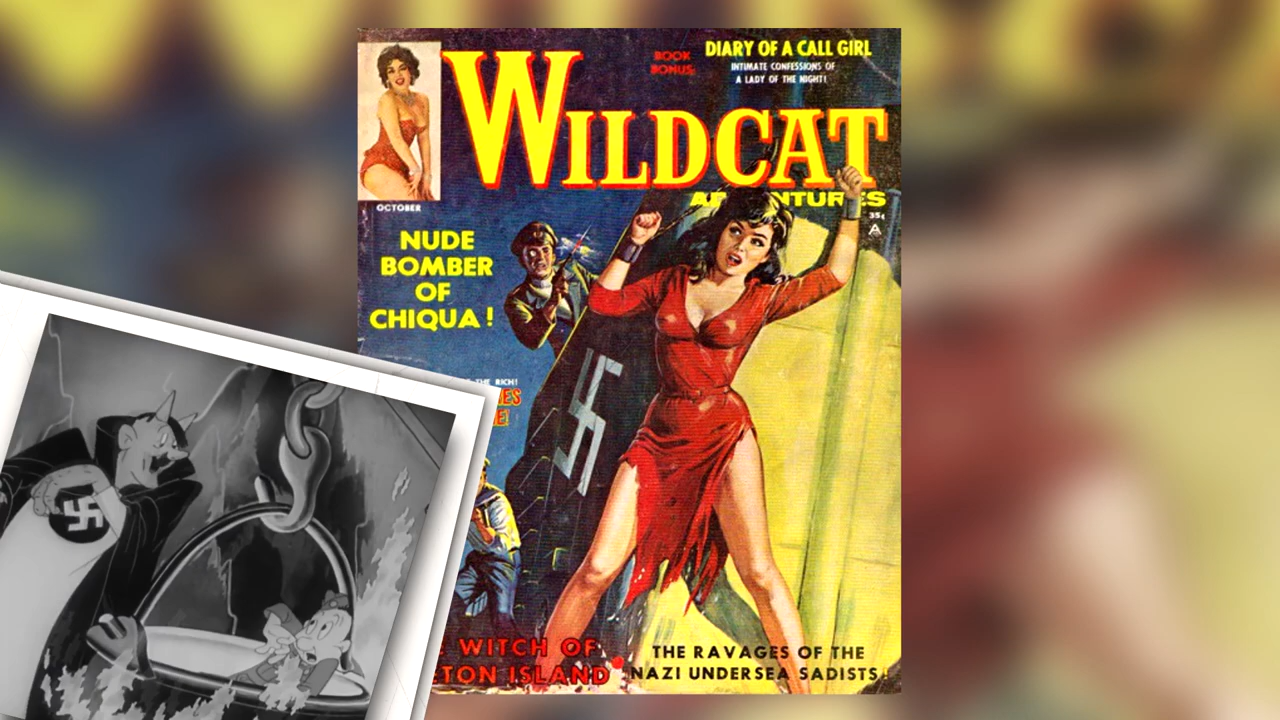 BOOK
BONUS:
DIARY OF A CALL GIRL
INTIMATE CONFESSIONS OF
A LADY OF THE NIGHT!
WILDCAT
OCTOBER
35¢
A
NUDE
BOMBER
OF
CHIQUA!
THE RICH!
WITCH OF
ISLAND
THE RAVAGES OF THE
NAZI UNDERSEA SADISTS!